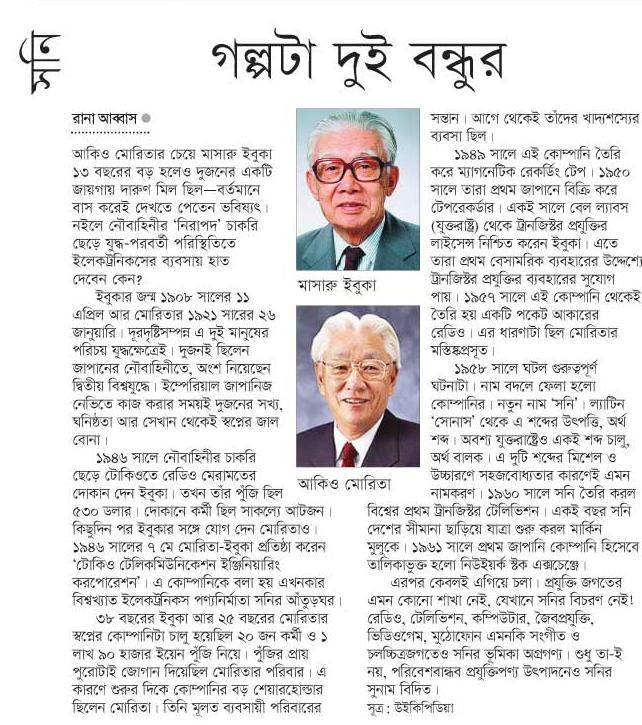 সনি
গল্পটা দুই বন্ধুর
রানা আব্বাস
আকিও মোরিতার চেয়ে মাসারু ইবুকা
১৩ বছরের বড় হলেও দুজনের একটি
জায়গায় দারুণ মিল ছিল—বর্তমানে
বাস করেই দেখতে পেতেন ভবিষ্যৎ।
নইলে নৌবাহিনীর ‘নিরাপদ’ চাকরি
ছেড়ে যুদ্ধ-পরবর্তী পরিস্থিতিতে
ইলেকট্রনিকসের ব্যবসায় হাত
দেবেন কেন?
ইবুকার জন্ম ১৯০৮ সালের ১১
এপ্রিল আর মোরিতার ১৯২১ সারের ২৬
জানুয়ারি। দূরদৃষ্টিসম্পন্ন এ দুই মানুষের
পরিচয় যুদ্ধক্ষেত্রেই। দুজনই ছিলেন
জাপানের নৌবাহিনীতে, অংশ নিয়েছেন
দ্বিতীয় বিশ্বযুদ্ধে। ইম্পেরিয়াল জাপানিজ
নেভিতে কাজ করার সময়ই দুজনের সখ্য,
ঘনিষ্ঠতা আর সেখান থেকেই স্বপ্নের জাল
বোনা।
১৯৪৬ সালে নৌবাহিনীর চাকরি
ছেড়ে টোকিওতে রেডিও মেরামতের
দোকান দেন ইবুকা। তখন তাঁর পুঁজি ছিল
৫৩০ ডলার। দোকানে কর্মী ছিল সাকল্যে আটজন।
কিছুদিন পর ইবুকার সঙ্গে যোগ দেন মোরিতাও।
১৯৪৬ সালের ৭ মে মোরিতা-ইবুকা প্রতিষ্ঠা করেন
‘টোকিও টেলিকমিউনিকেশন ইঞ্জিনিয়ারিং
করপোরেশন’। এ কোম্পানিকে বলা হয় এখনকার
বিশ্বখ্যাত ইলেকট্রনিকস পণ্যনির্মাতা সনির আঁতুড়ঘর।
৩৮ বছরের ইবুকা আর ২৫ বছরের মোরিতার
স্বপ্নের কোম্পানিটা চালু হয়েছিল ২০ জন কর্মী ও ১
লাখ ৯০ হাজার ইয়েন পুঁজি নিয়ে। পুঁজির প্রায়
পুরোটাই জোগান দিয়েছিল মোরিতার পরিবার। এ
কারণে শুরুর দিকে কোম্পানির বড় শেয়ারহোল্ডার
ছিলেন মোরিতা। তিনি মূলত ব্যবসায়ী পরিবারের
মাসারু ইবুকা
আকিও মোরিতা
সন্তান। আগে থেকেই তাঁদের খাদ্যশস্যের
ব্যবসা ছিল।
১৯৪৯ সালে এই কোম্পানি তৈরি
করে ম্যাগনেটিক রেকর্ডিং টেপ। ১৯৫০
সালে তারা প্রথম জাপানে বিক্রি করে
টেপরেকর্ডার। একই সালে বেল ল্যাবস
(যুক্তরাষ্ট্র) থেকে ট্রানজিস্টর প্রযুক্তির
লাইসেন্স নিশ্চিত করেন ইবুকা। এতে
তারা প্রথম বেসামরিক ব্যবহারের উদ্দেশ্যে
ট্রানজিস্টর প্রযুক্তির ব্যবহারের সুযোগ
পায়। ১৯৫৭ সালে এই কোম্পানি থেকেই
তৈরি হয় একটি পকেট আকারের
রেডিও। এর ধারণাটা ছিল মোরিতার
মস্তিষ্কপ্রসূত।
১৯৫৮ সালে ঘটল গুরুত্বপূর্ণ
ঘটনাটা। নাম বদলে ফেলা হলো
কোম্পানির। নতুন নাম ‘সনি’। ল্যাটিন
‘সোনাস’ থেকে এ শব্দের উৎপত্তি, অর্থ
শব্দ। অবশ্য যুক্তরাষ্ট্রেও একই শব্দ চালু,
অর্থ বালক। এ দুটি শব্দের মিশেল ও
উচ্চারণে সহজবোধ্যতার কারণেই এমন
নামকরণ। ১৯৬০ সালে সনি তৈরি করল
বিশ্বের প্রথম ট্রানজিস্টর টেলিভিশন। একই বছর সনি
দেশের সীমানা ছাড়িয়ে যাত্রা শুরু করল মার্কিন
মুলুকে। ১৯৬১ সালে প্রথম জাপানি কোম্পানি হিসেবে
তালিকাভুক্ত হলো নিউইয়র্ক স্টক এক্সচেঞ্জে।
এরপর কেবলই এগিয়ে চলা। প্রযুক্তি জগতের
এমন কোনো শাখা নেই, যেখানে সনির বিচরণ নেই!
রেডিও, টেলিভিশন, কম্পিউটার, জৈবপ্রযুক্তি,
ভিডিওগেম, মুঠোফোন এমনকি সংগীত ও
চলচ্চিত্রজগতেও সনির ভূমিকা অগ্রগণ্য। শুধু তা-ই
নয়, পরিবেশবান্ধব প্রযুক্তিপণ্য উৎপাদনেও সনির
সুনাম বিদিত।
সূত্র: উইকিপিডিয়া